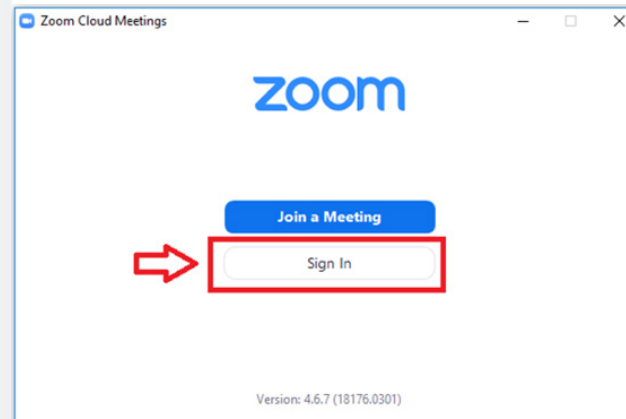 Zoom Cloud Meetings
zoom
Join a Meeting
Sign In
Version: 4.6.7 (18176.0301)